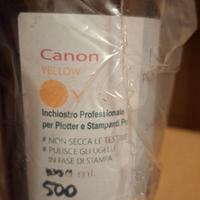 Canon
YELLOW
Y
Inchiostro Professionale
per Plotter e Stampanti
# NON SECCA LE TESTINE
# PULISCE GLI UGELLI
IN FASE DI STAMPA
ml.
500